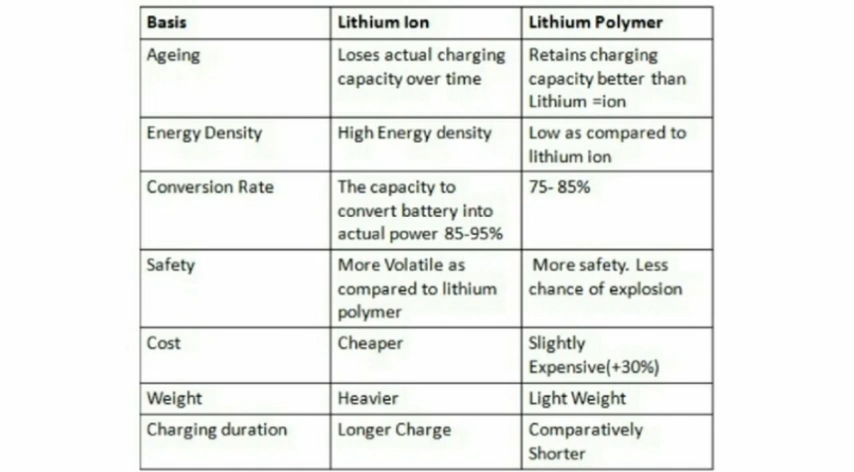 Basis Lithium Ion Lithium Polymer
Ageing Loses actual charging Retains charging
capacity over time capacity better than
Lithium =ion
Energy Density High Energy density Low as compared to
lithium ion
Conversion Rate The capacity to 75- 85%
convert battery into
actual power 85-95%
Safety More Volatile as More safety. Less
compared to lithium chance of explosion
polymer
Cost Cheaper Slightly
Expensive(+30%)
Weight Heavier Light Weight
Charging duration Longer Charge Comparatively
Shorter